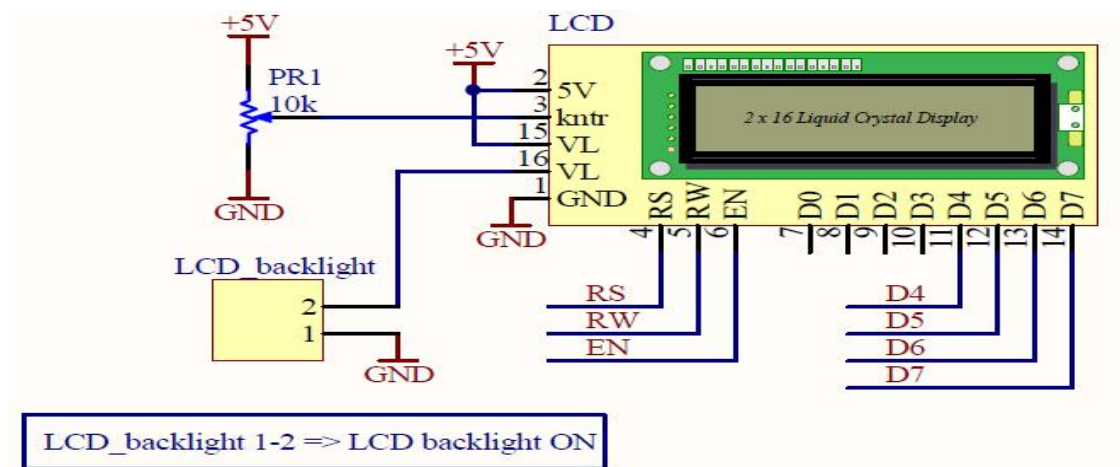 LCD
+5V
+5V
PR1
10k
2 5V
3 kntr
15 VL
16 VL
1 GND
2 x 16 Liquid Crystal Display
GND
GND
RS RW EN D0 D1 D2 D3 D4 D5 D6 D7
4 5 6 7 8 9 10 11 12 13 14
LCD_backlight
2
1
GND
RS
RW
EN
D4
D5
D6
D7
LCD_backlight 1-2 => LCD backlight ON